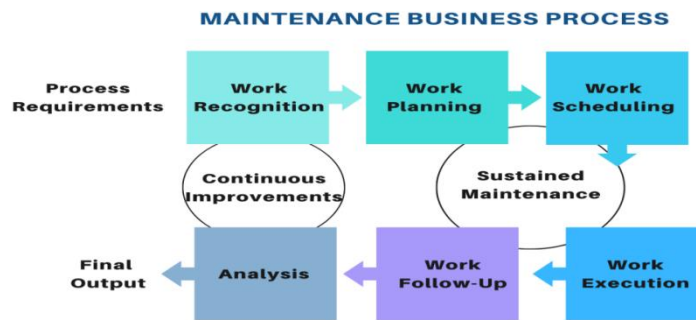 MAINTENANCE BUSINESS PROCESS
Process
Requirements
Work
Recognition
Work
Planning
Work
Scheduling
Continuous
Improvements
Sustained
Maintenance
Final
Output
Analysis
Work
Follow-Up
Work
Execution